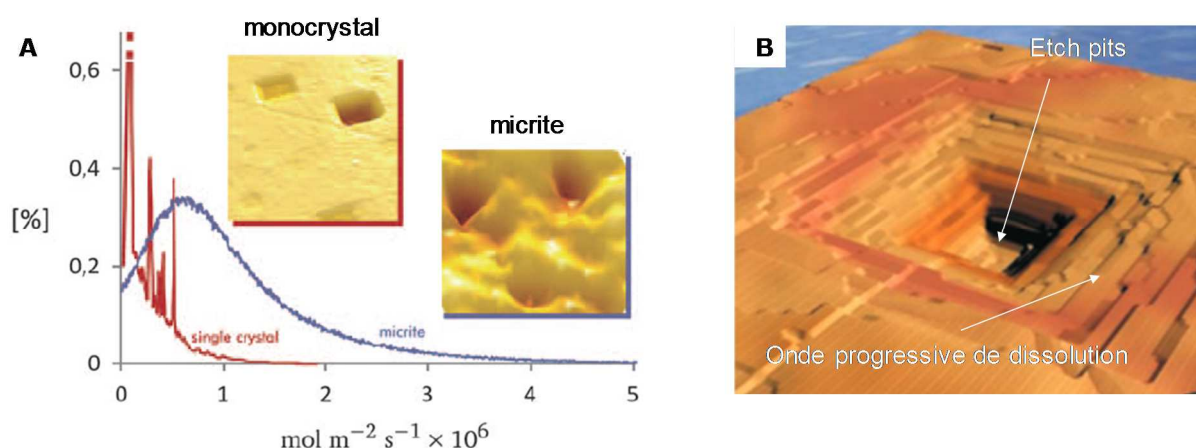 A
monocrystal
micrite
[%]
0,6
0,4
0,2
0
single crystal
micrite
0 1 2 3 4 5
mol m⁻² s⁻¹ × 10⁶
B
Etch pits
Onde progressive de dissolution